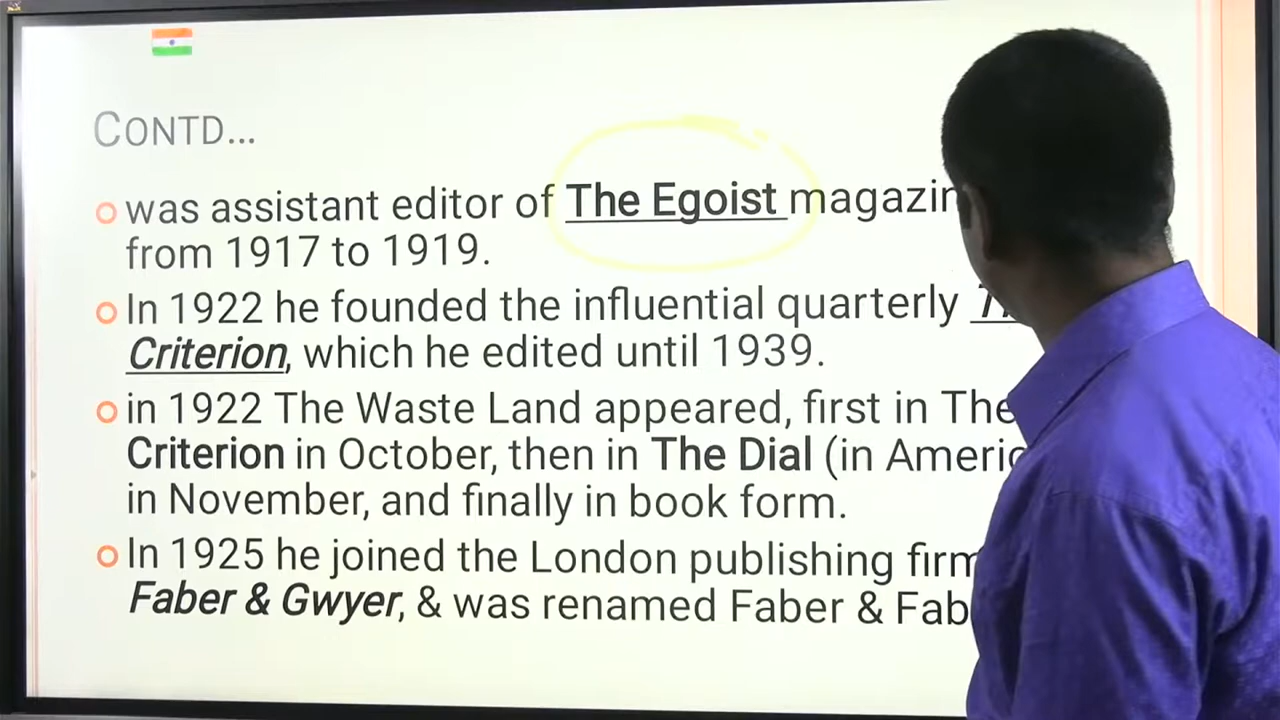 CONTD...
was assistant editor of The Egoist
from 1917 to 1919.
In 1922 he founded the influential quarterly
Criterion, which he edited until 1939.
in 1922 The Waste Land appeared, first in The
Criterion in October, then in The Dial (in
in November, and finally in book form.
In 1925 he joined the London publishing firm
Faber & Gwyer, & was renamed Faber &